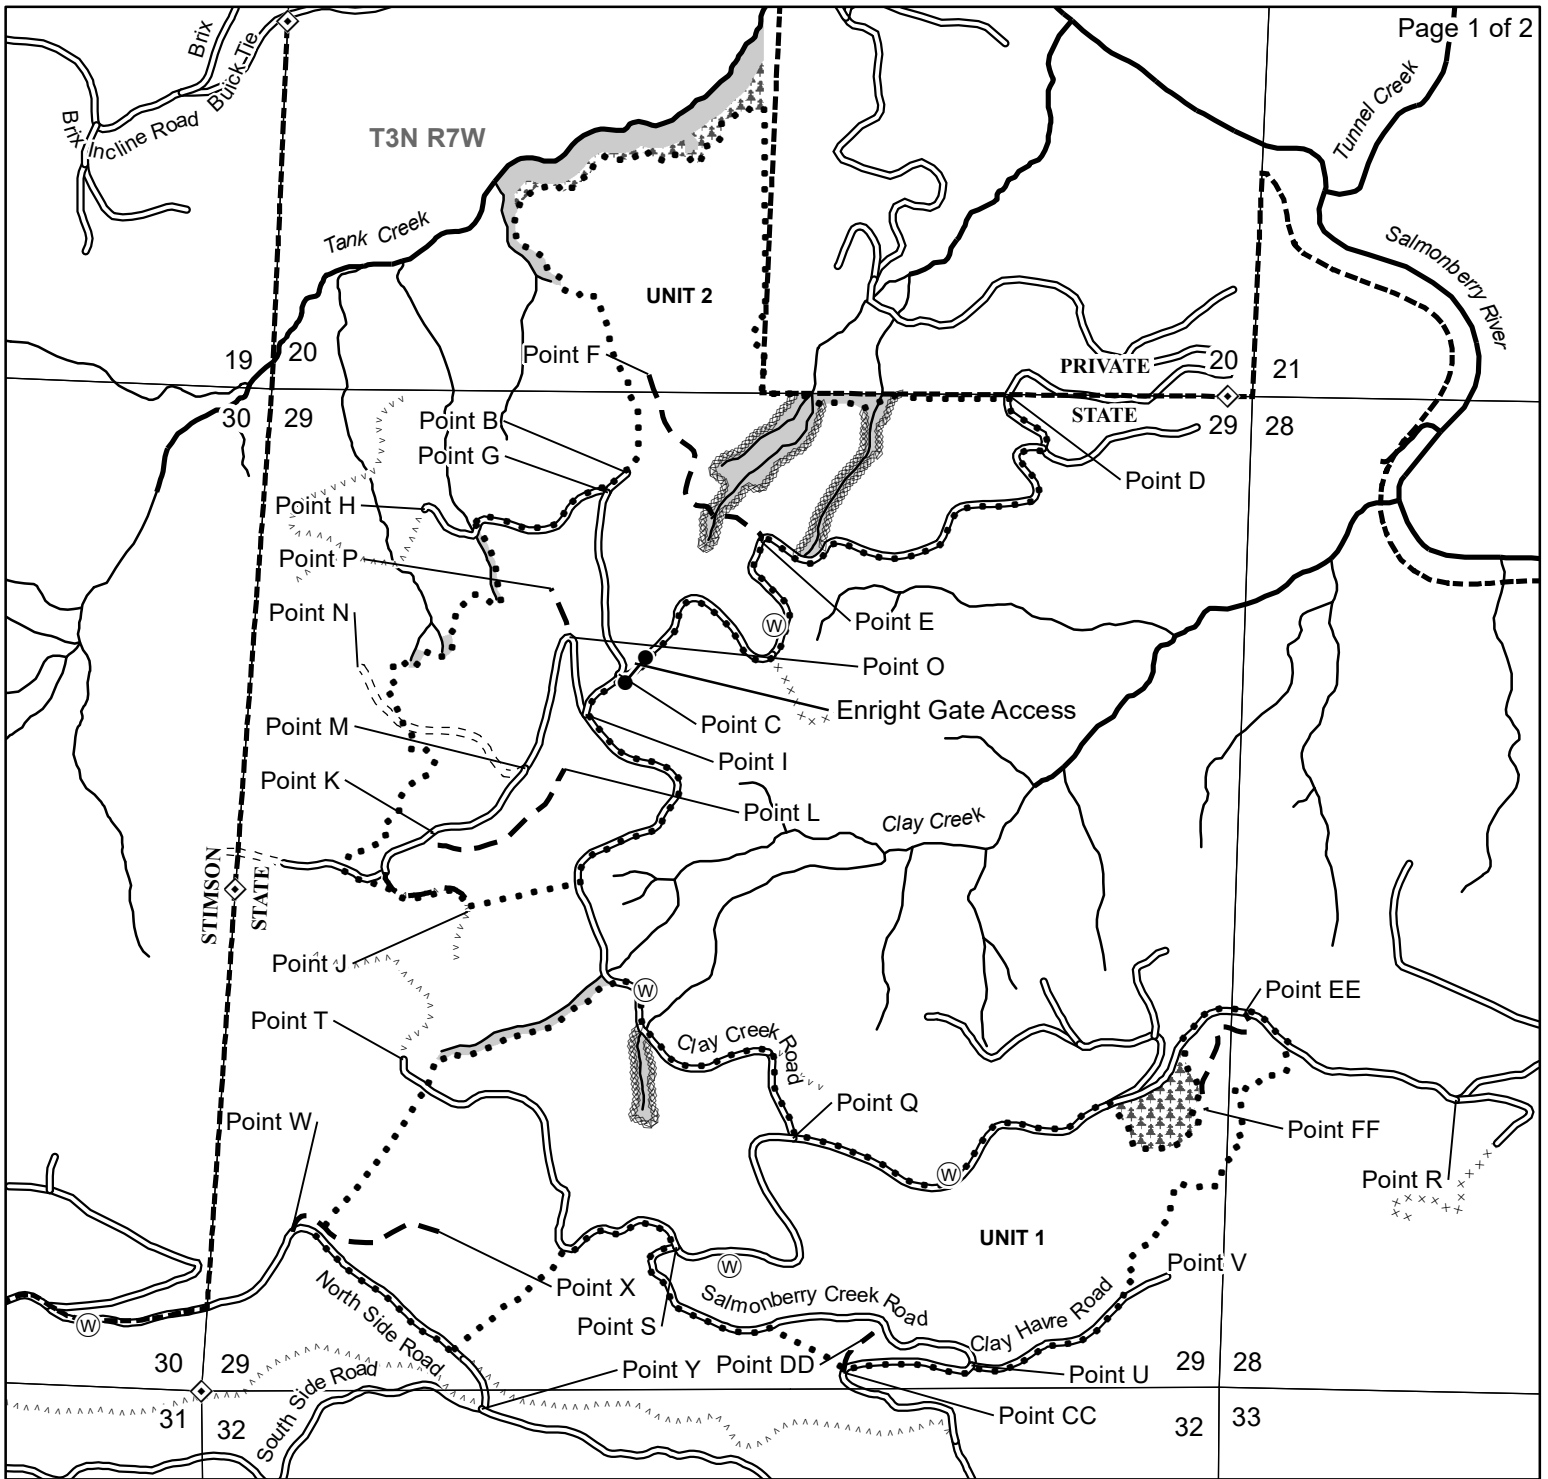 Page 1 of 2
Brix
Buick-Tie
Brix
Incline Road
T3N R7W
Tunnel Creek
Tank Creek
Salmonberry River
UNIT 2
19
20
Point F
PRIVATE
20
21
STATE
30
29
29
28
Point B
Point G
Point D
Point H
Point P
Point N
Point E
W
Point O
Enright Gate Access
Point M
Point C
Point I
Point K
Point L
Clay Creek
STIMSON
STATE
Point J
W
Point EE
Point T
Clay Creek Road
Point Q
Point W
Point FF
W
Point R
UNIT 1
Point V
W
Point X
Salmonberry Creek Road
North Side Road
Clay Havre Road
W
Point S
30
29
South Side Road
Point Y
Point DD
29
28
Point U
31
32
Point CC
32
33